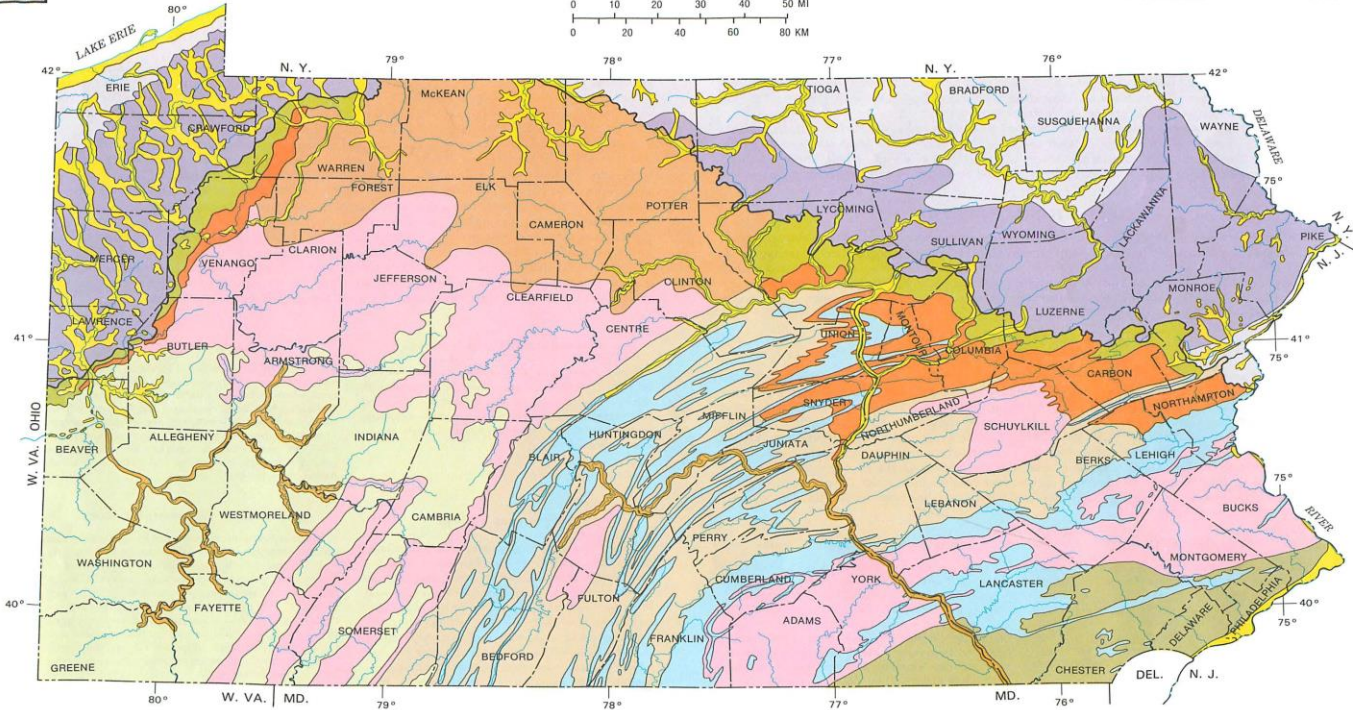 0 10 20 30 40 50 MI
0 20 40 60 80 KM
80°
LAKE ERIE
42°
79°
N. Y.
78°
77°
N. Y.
76°
42°
ERIE
CRAWFORD
McKEAN
TIOGA
BRADFORD
SUSQUEHANNA
WAYNE
DELAWARE
WARREN
FOREST
ELK
CAMERON
POTTER
LYCOMING
SULLIVAN
WYOMING
LACKAWANNA
75°
PIKE
N. Y.
N. J.
MERCER
VENANGO
CLARION
JEFFERSON
CLEARFIELD
CLINTON
LUZERNE
MONROE
LAWRENCE
41°
BUTLER
ARMSTRONG
CENTRE
UNION
MONTOUR
COLUMBIA
CARBON
41°
75°
NORTHAMPTON
OHIO
W. VA.
BEAVER
ALLEGHENY
INDIANA
BLAIR
HUNTINGDON
MIFFLIN
SNYDER
JUNIATA
NORTHUMBERLAND
DAUPHIN
SCHUYLKILL
BERKS
LEHIGH
75°
WESTMORELAND
CAMBRIA
PERRY
LEBANON
BUCKS
RIVER
WASHINGTON
40°
FAYETTE
SOMERSET
BEDFORD
FULTON
FRANKLIN
CUMBERLAND
ADAMS
YORK
LANCASTER
MONTGOMERY
CHESTER
DELAWARE
PHILADELPHIA
40°
75°
GREENE
80°
W. VA.
MD.
79°
78°
77°
MD.
76°
DEL.
N. J.